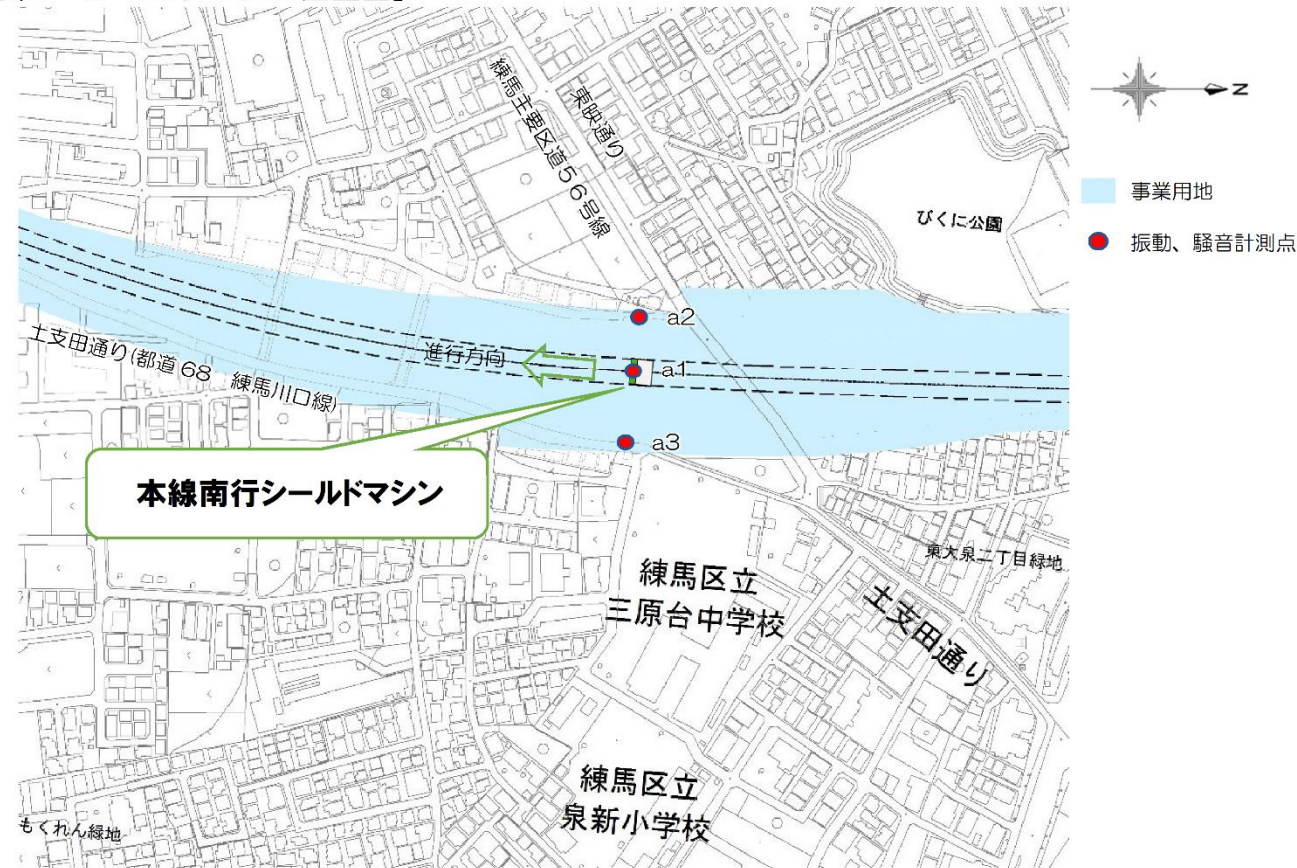 練馬主要区道56号線
東映通り
びくに公園
N
事業用地
振動、騒音計測点
a2
進行方向
a1
土支田通り(都道68 練馬川口線)
a3
本線南行シールドマシン
東大泉二丁目緑地
練馬区立
三原台中学校
土支田通り
練馬区立
泉新小学校
もくれん緑地